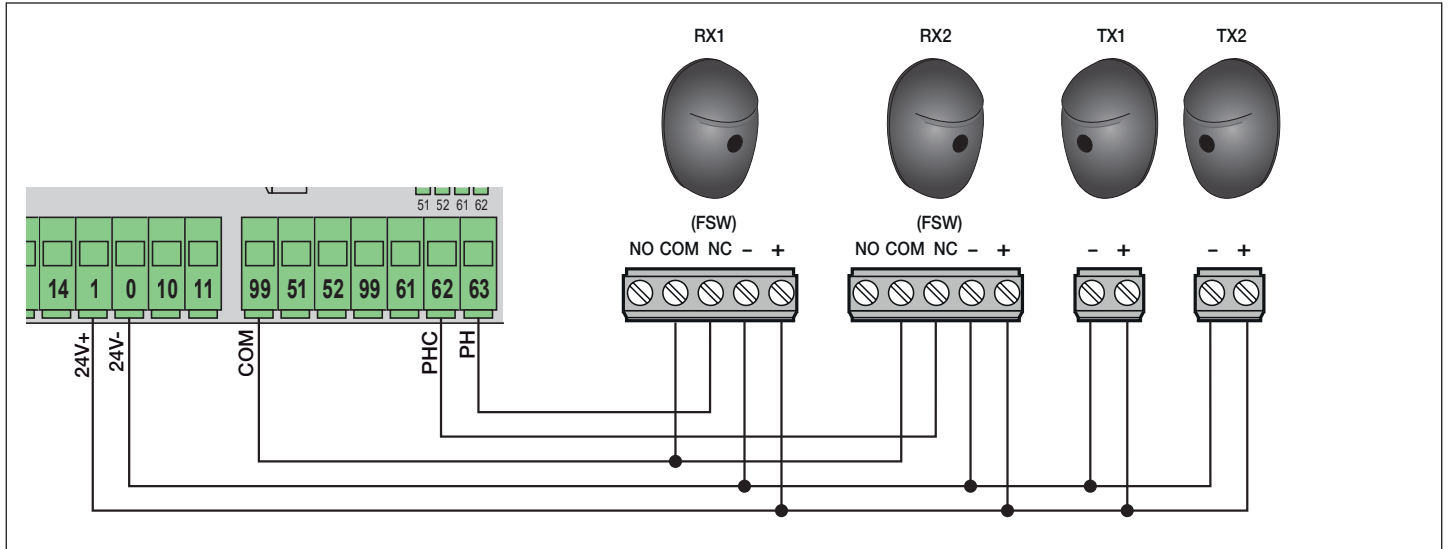 RX1 RX2 TX1 TX2
51 52 61 62
(FSW) (FSW)
NO COM NC – + NO COM NC – + – + – +
14 1 0 10 11 99 51 52 99 61 62 63
24V+ 24V- COM PHC PH